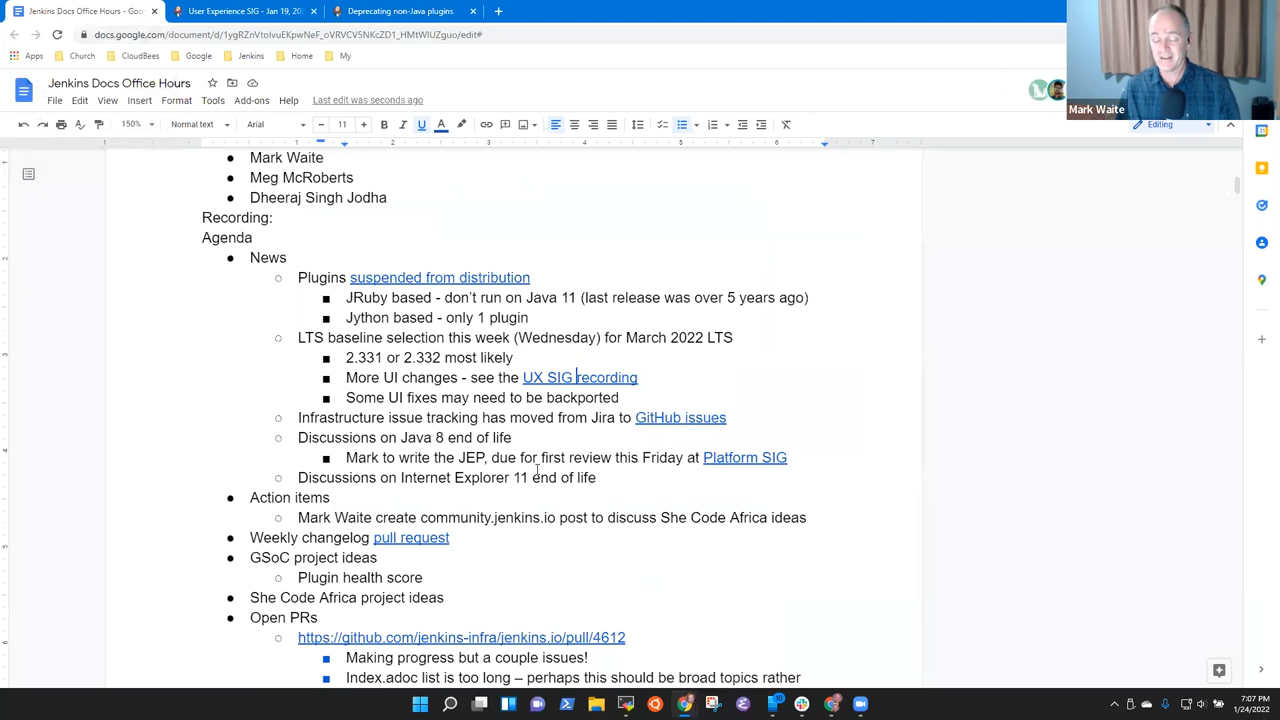 Jenkins Docs Office Hours - Goo
User Experience SIG - Jan 19, 202
Deprecating non-Java plugins
docs.google.com/document/d/1ygRZnVtoIvuEKpwNeF_oVRVCV5NKcZD1_HMtWIUZguo/edit#
Apps
Church
CloudBees
Google
Jenkins
Home
My
Jenkins Docs Office Hours
File Edit View Insert Format Tools Add-ons Help Last edit was seconds ago
150% Normal text Arial 11 Editing
Mark Waite
1 1 2 3 4 5 6 7
Mark Waite
Meg McRoberts
Dheeraj Singh Jodha
Recording:
Agenda
● News
○ Plugins suspended from distribution
■ JRuby based - don't run on Java 11 (last release was over 5 years ago)
■ Jython based - only 1 plugin
○ LTS baseline selection this week (Wednesday) for March 2022 LTS
■ 2.331 or 2.332 most likely
■ More UI changes - see the UX SIG recording
■ Some UI fixes may need to be backported
○ Infrastructure issue tracking has moved from Jira to GitHub issues
○ Discussions on Java 8 end of life
■ Mark to write the JEP, due for first review this Friday at Platform SIG
○ Discussions on Internet Explorer 11 end of life
● Action items
○ Mark Waite create community.jenkins.io post to discuss She Code Africa ideas
● Weekly changelog pull request
● GSoC project ideas
○ Plugin health score
● She Code Africa project ideas
● Open PRs
○ https://github.com/jenkins-infra/jenkins.io/pull/4612
■ Making progress but a couple issues!
■ Index.adoc list is too long – perhaps this should be broad topics rather
7:07 PM
1/24/2022